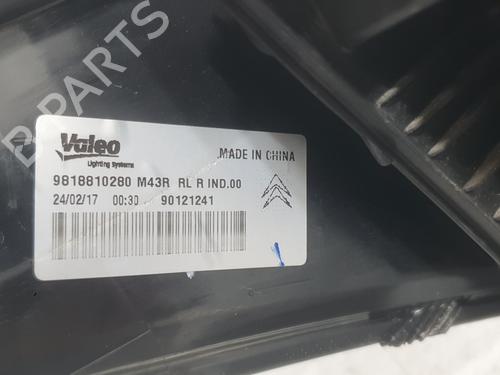 B-PARTS
Valeo
Lighting Systems
MADE IN CHINA
9818810280 M43R RL R IND.00
24/02/17 00:30 90121241